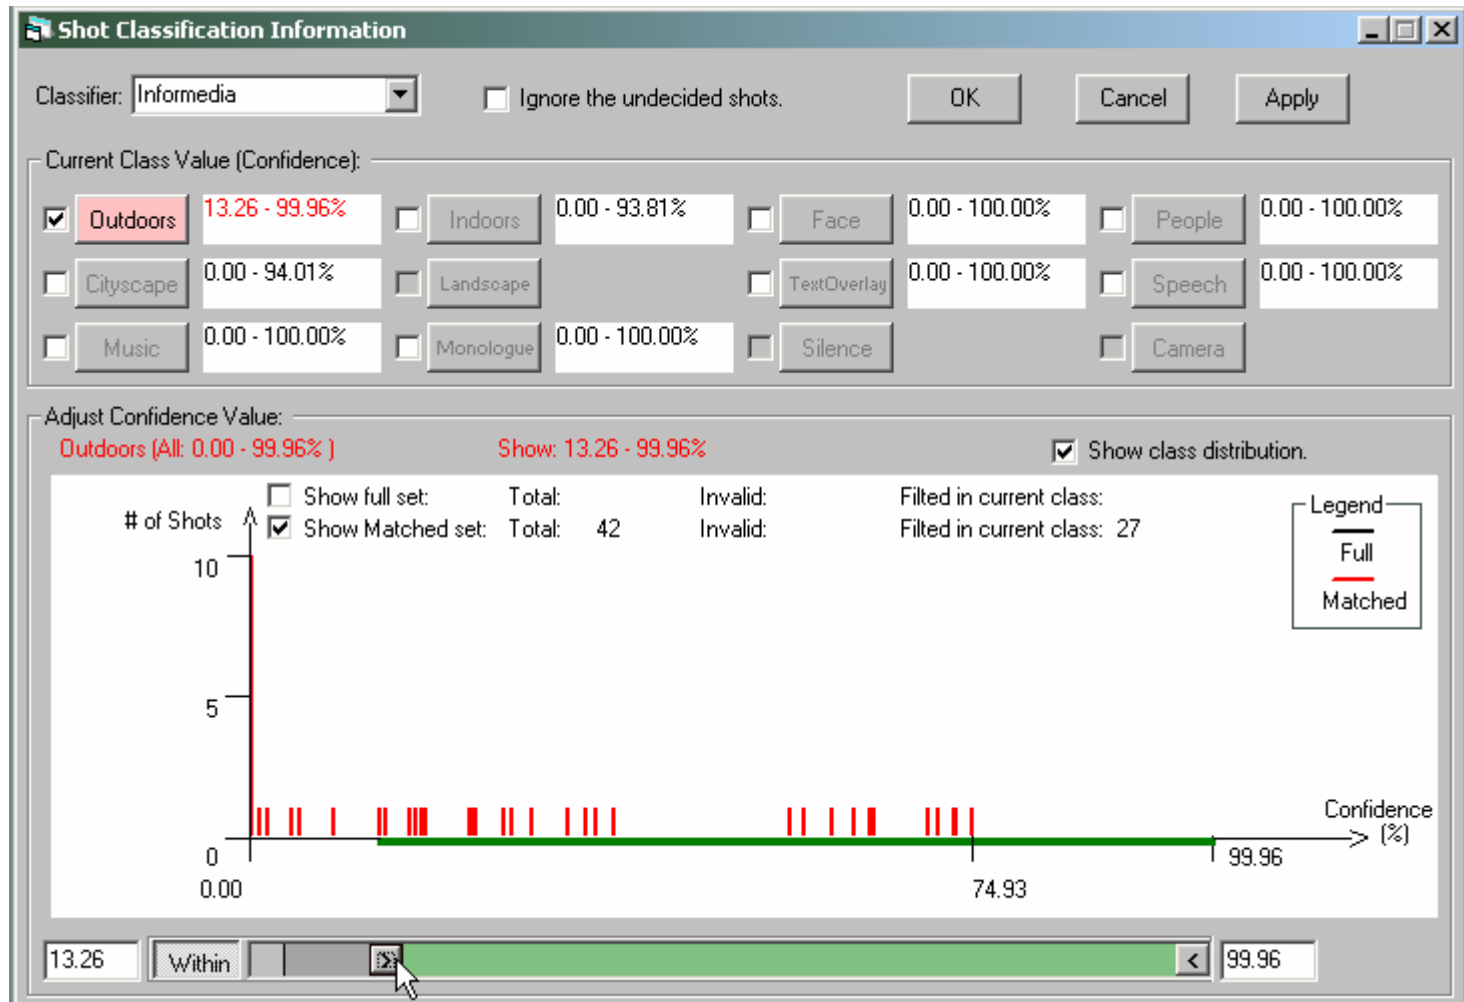 Shot Classification Information
Classifier: Informedia Ignore the undecided shots. OK Cancel Apply
Current Class Value (Confidence):
Outdoors 13.26 - 99.96% Indoors 0.00 - 93.81% Face 0.00 - 100.00% People 0.00 - 100.00%
Cityscape 0.00 - 94.01% Landscape TextOverlay 0.00 - 100.00% Speech 0.00 - 100.00%
Music 0.00 - 100.00% Monologue 0.00 - 100.00% Silence Camera
Adjust Confidence Value:
Outdoors (All: 0.00 - 99.96% ) Show: 13.26 - 99.96% Show class distribution.
Show full set: Total: Invalid: Filted in current class:
# of Shots Show Matched set: Total: 42 Invalid: Filted in current class: 27
Legend
Full
Matched
10
5
Confidence
(%)
0 99.96
0.00 74.93
13.26 Within > < 99.96